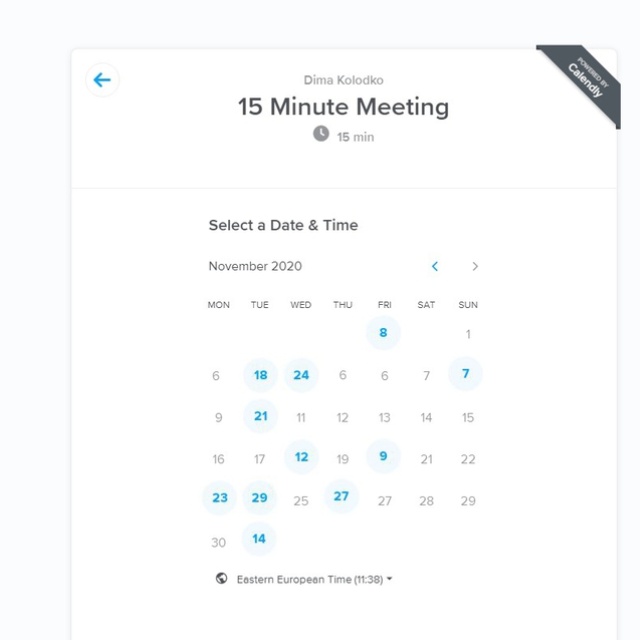 Dima Kolodko
POWERED BY
Calendly
15 Minute Meeting
15 min
Select a Date & Time
November 2020
MON TUE WED THU FRI SAT SUN
8 1
6 18 24 6 6 7 7
9 21 11 12 13 14 15
16 17 12 19 9 21 22
23 29 25 27 27 28 29
30 14
Eastern European Time (11:38)